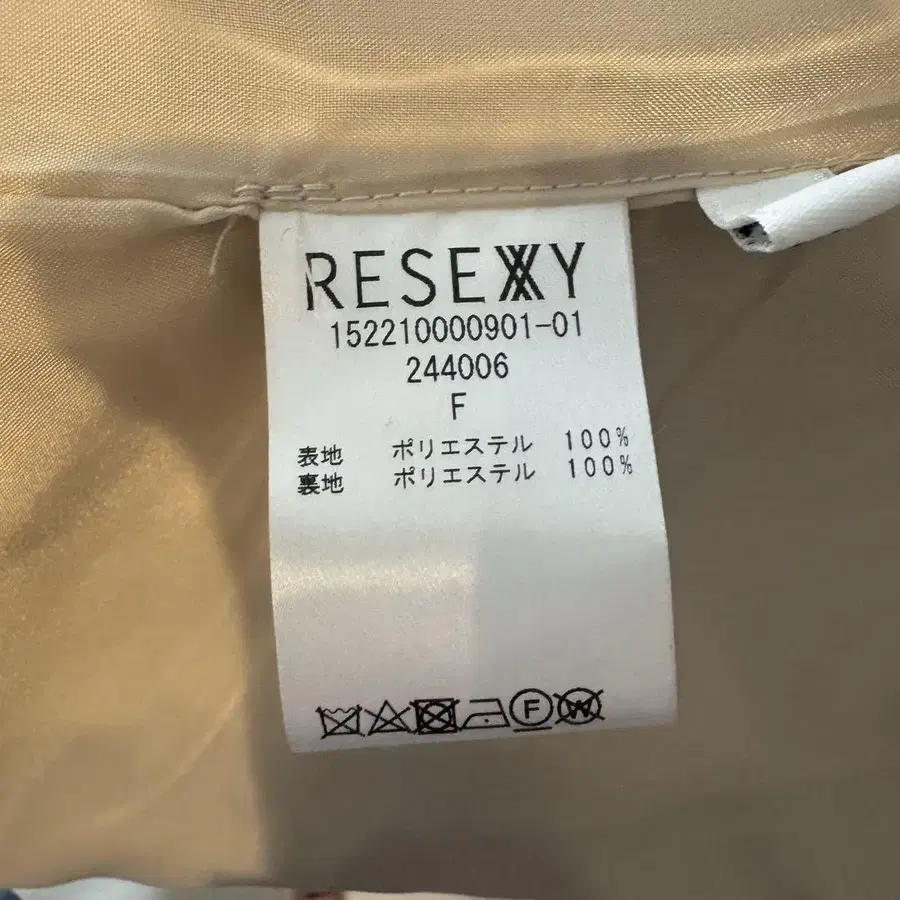 RESEXXY
152210000901-01
244006
F
表地 ポリエステル 100%
裏地 ポリエステル 100%
F W